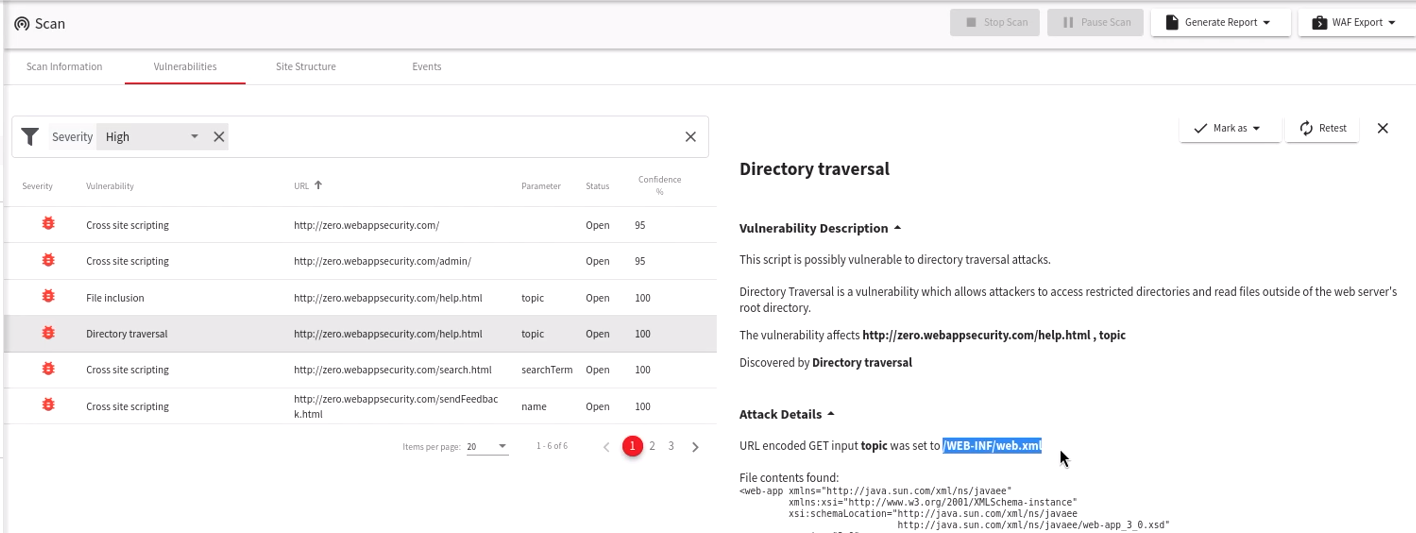 Scan
Stop Scan
Pause Scan
Generate Report
WAF Export
Scan Information
Vulnerabilities
Site Structure
Events
Severity
High
Mark as
Retest
Severity
Vulnerability
URL
Parameter
Status
Confidence
%
Cross site scripting
http://zero.webappsecurity.com/
Open
95
Cross site scripting
http://zero.webappsecurity.com/admin/
Open
95
File inclusion
http://zero.webappsecurity.com/help.html
topic
Open
100
Directory traversal
http://zero.webappsecurity.com/help.html
topic
Open
100
Cross site scripting
http://zero.webappsecurity.com/search.html
searchTerm
Open
100
Cross site scripting
http://zero.webappsecurity.com/sendFeedbac
k.html
name
Open
100
Items per page:
20
1 - 6 of 6
1
2
3
Directory traversal
Vulnerability Description
This script is possibly vulnerable to directory traversal attacks.
Directory Traversal is a vulnerability which allows attackers to access restricted directories and read files outside of the web server's
root directory.
The vulnerability affects http://zero.webappsecurity.com/help.html , topic
Discovered by Directory traversal
Attack Details
URL encoded GET input topic was set to /WEB-INF/web.xml
File contents found:
<web-app xmlns="http://java.sun.com/xml/ns/javaee"
xmlns:xsi="http://www.w3.org/2001/XMLSchema-instance"
xsi:schemaLocation="http://java.sun.com/xml/ns/javaee
http://java.sun.com/xml/ns/javaee/web-app_3_0.xsd"